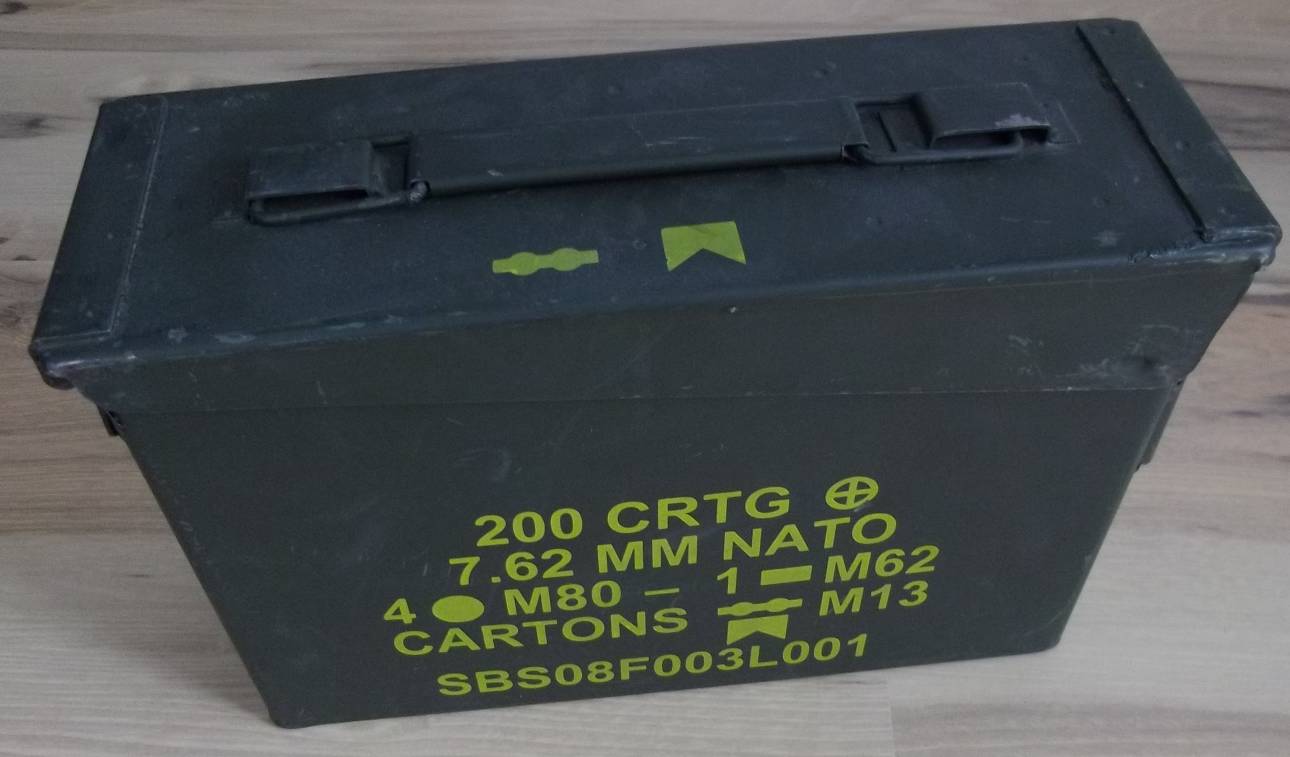 200 CRTG ⊕
7.62 MM NATO
4 ● M80 — 1 ▬ M62
CARTONS M13
SBS08F003L001